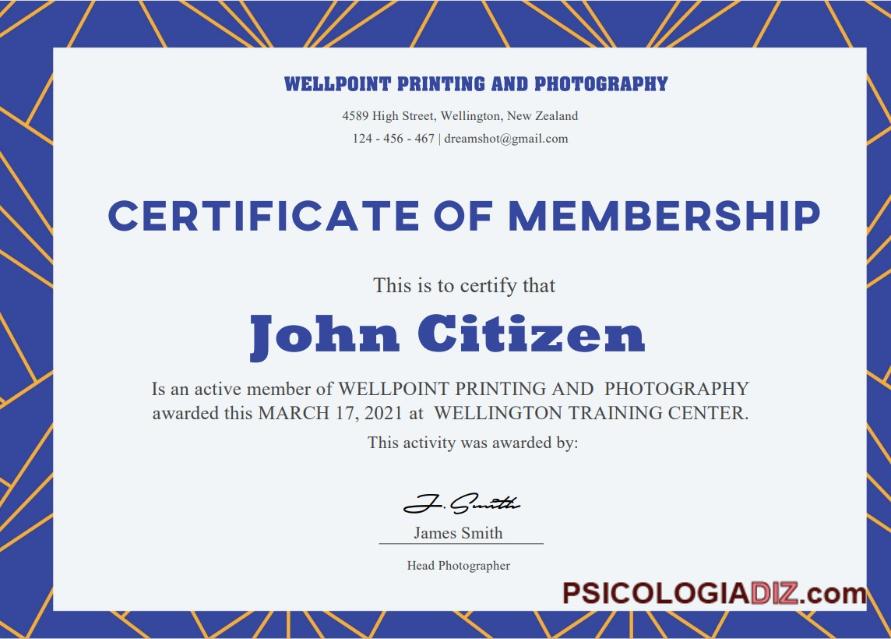 WELLPOINT PRINTING AND PHOTOGRAPHY
4589 High Street, Wellington, New Zealand
124 - 456 - 467 | dreamshot@gmail.com
CERTIFICATE OF MEMBERSHIP
This is to certify that
John Citizen
Is an active member of WELLPOINT PRINTING AND PHOTOGRAPHY
awarded this MARCH 17, 2021 at WELLINGTON TRAINING CENTER.
This activity was awarded by:
J. Smith
James Smith
Head Photographer
PSICOLOGIADIZ.com